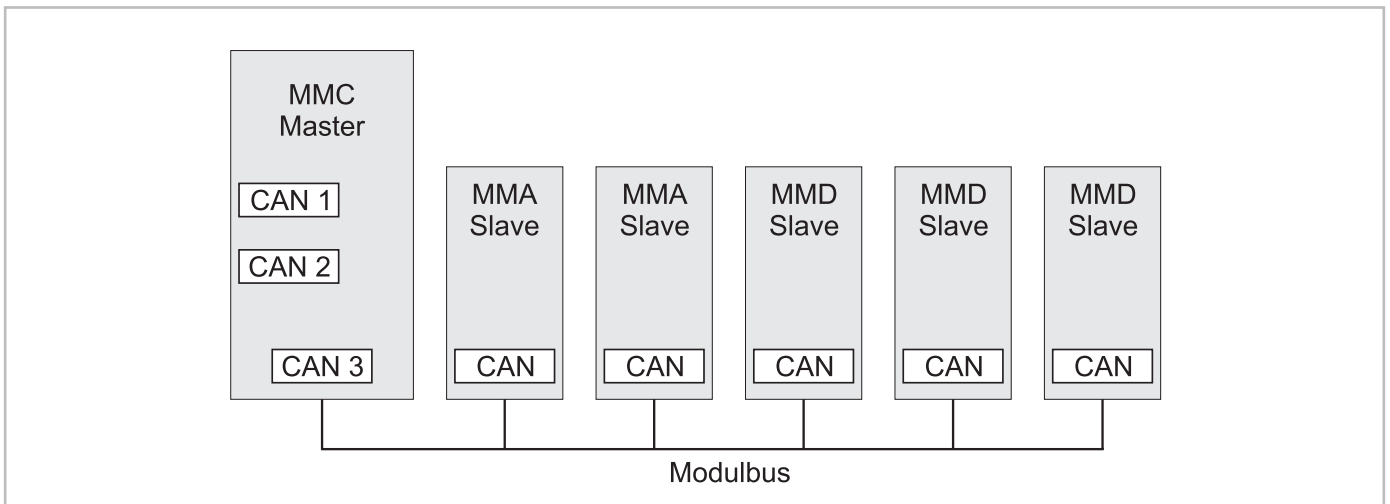 MMC
Master
CAN 1
CAN 2
CAN 3
MMA
Slave
CAN
MMA
Slave
CAN
MMD
Slave
CAN
MMD
Slave
CAN
MMD
Slave
CAN
Modulbus